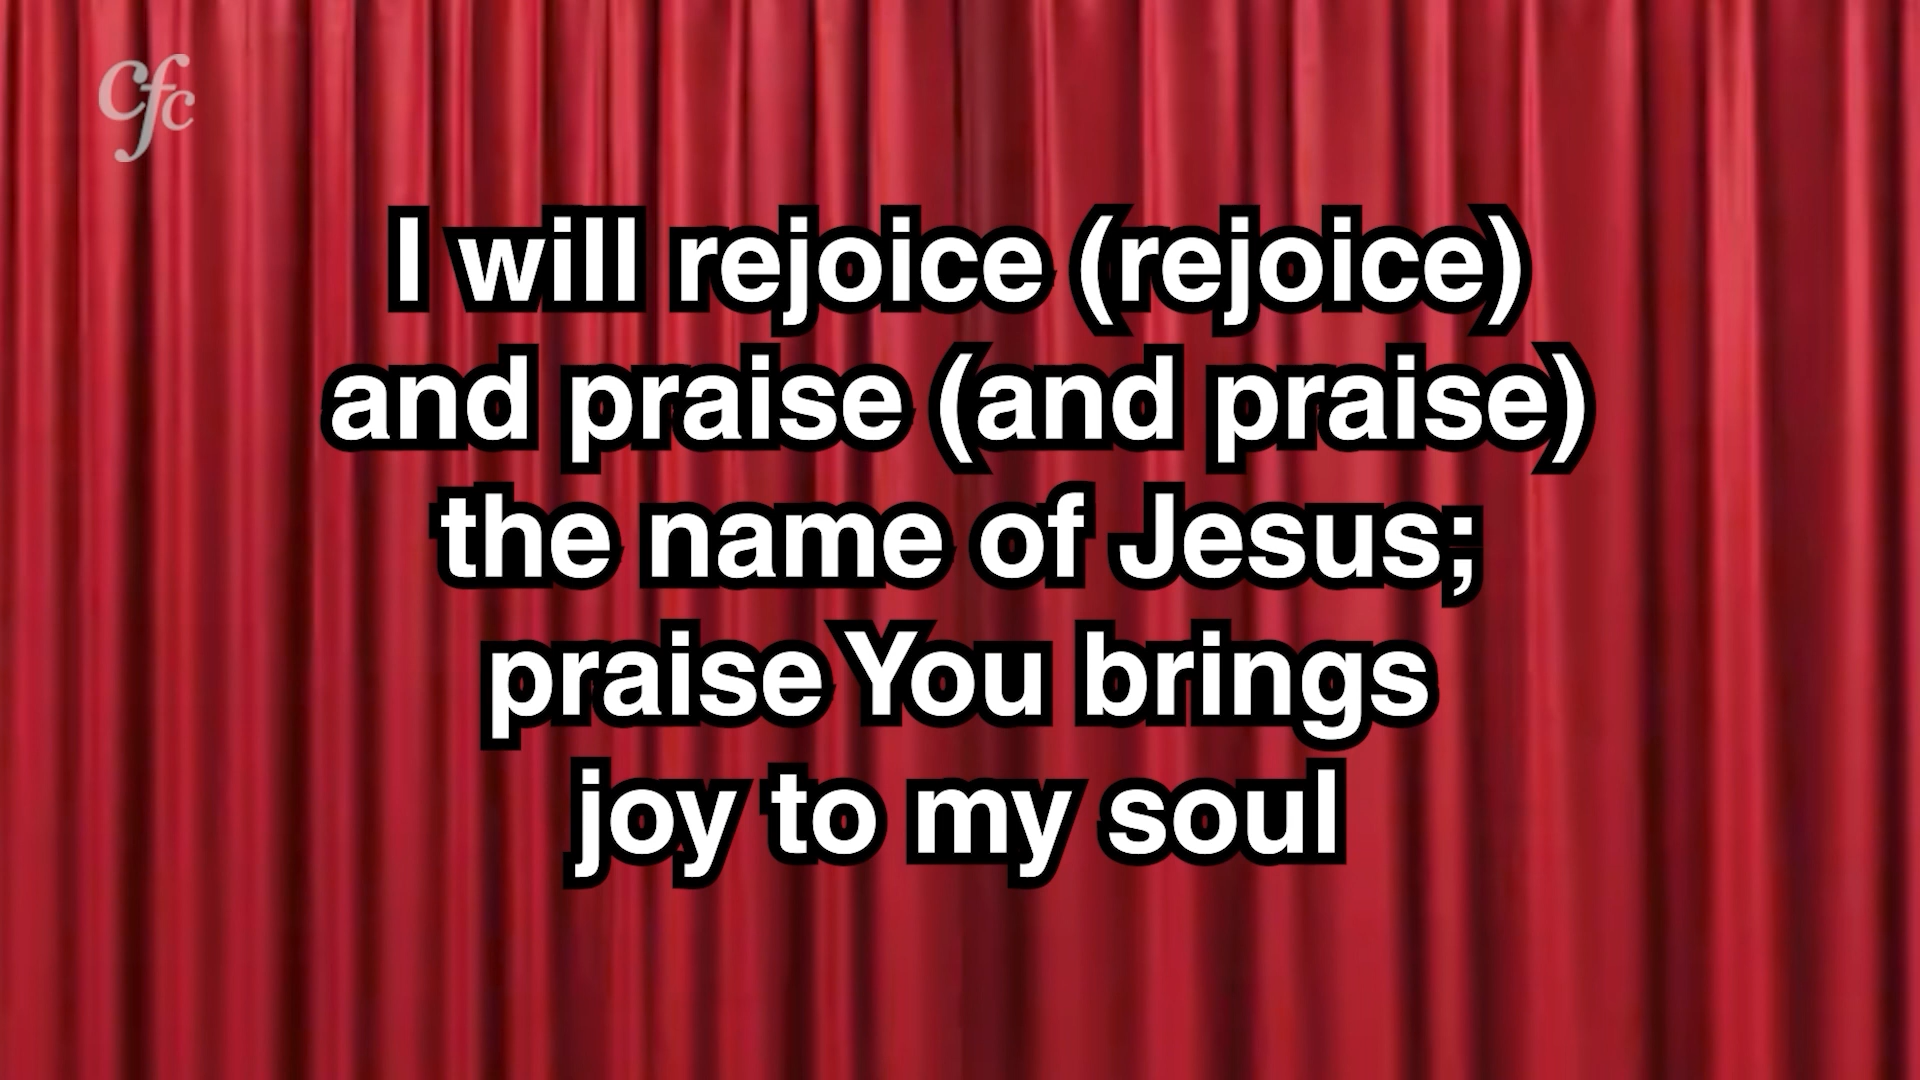 cfc
I will rejoice (rejoice)
and praise (and praise)
the name of Jesus;
praise You brings
joy to my soul